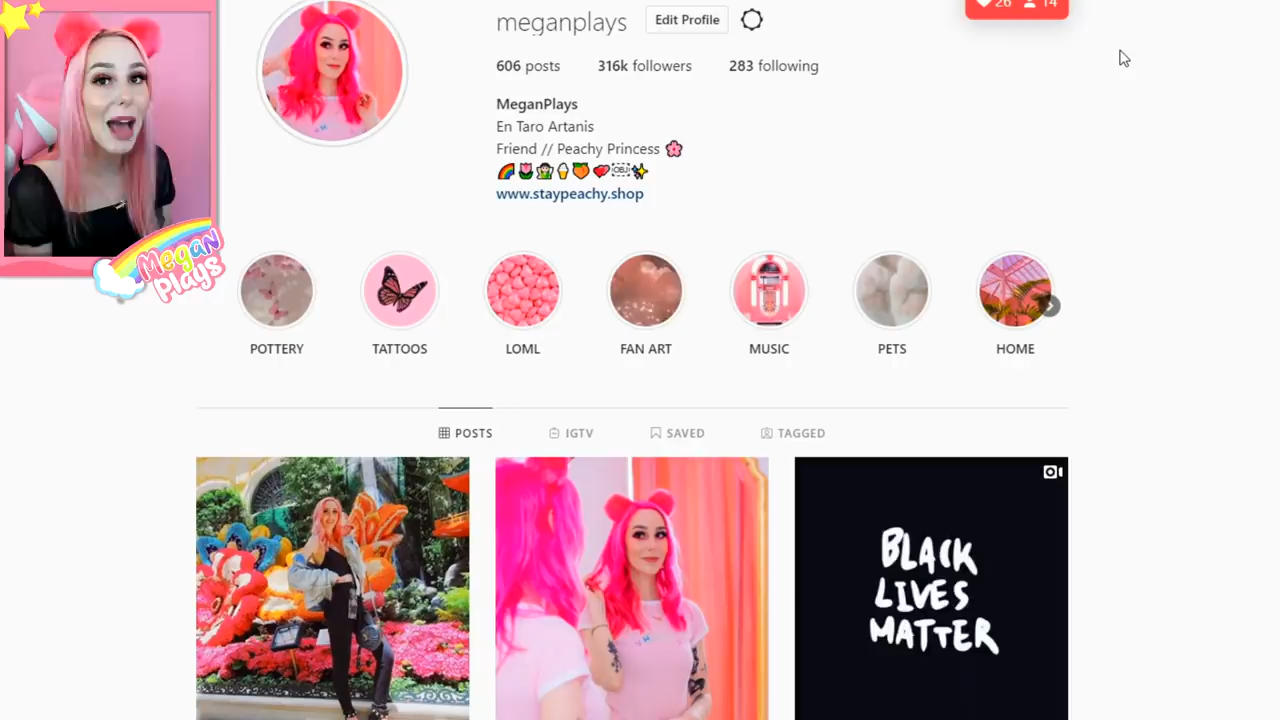 meganplays Edit Profile
26 14
606 posts 316k followers 283 following
MeganPlays
En Taro Artanis
Friend // Peachy Princess 🌸
www.staypeachy.shop
Megan
Plays
POTTERY TATTOOS LOML FAN ART MUSIC PETS HOME
POSTS IGTV SAVED TAGGED
BLACK
LIVES
MATTER